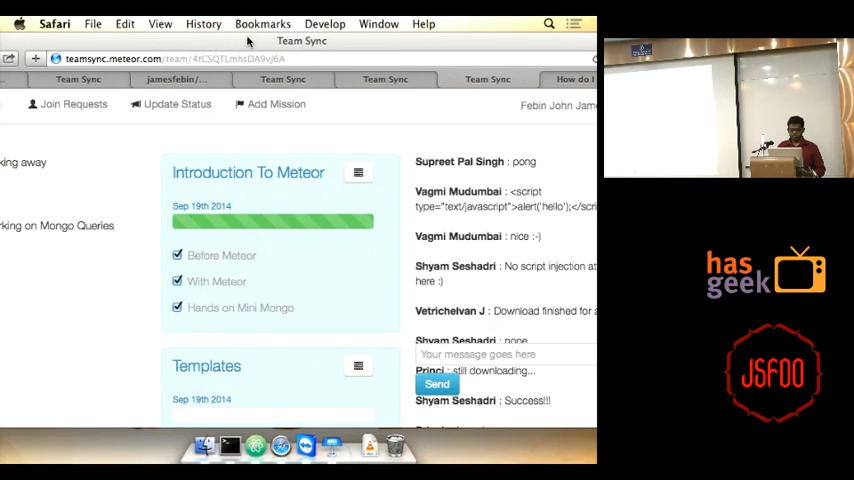 Safari File Edit View History Bookmarks Develop Window Help
Team Sync
teamsync.meteor.com/team/4tCSQTLmhsDA9vJ6A
Team Sync jamesfebin/... Team Sync Team Sync Team Sync How do I
Join Requests Update Status Add Mission Febin John Jame
king away
rking on Mongo Queries
Introduction To Meteor
Sep 19th 2014
Before Meteor
With Meteor
Hands on Mini Mongo
Templates
Sep 19th 2014
Supreet Pal Singh : pong
Vagmi Mudumbai : <script
type="text/javascript">alert('hello');</scri
Vagmi Mudumbai : nice :-)
Shyam Seshadri : No script injection at
here :)
Vetrichelvan J : Download finished for a
Shyam Seshadri : nope
Your message goes here
Princi : still downloading...
Send
Shyam Seshadri : Success!!!
has
geek
JSFOO